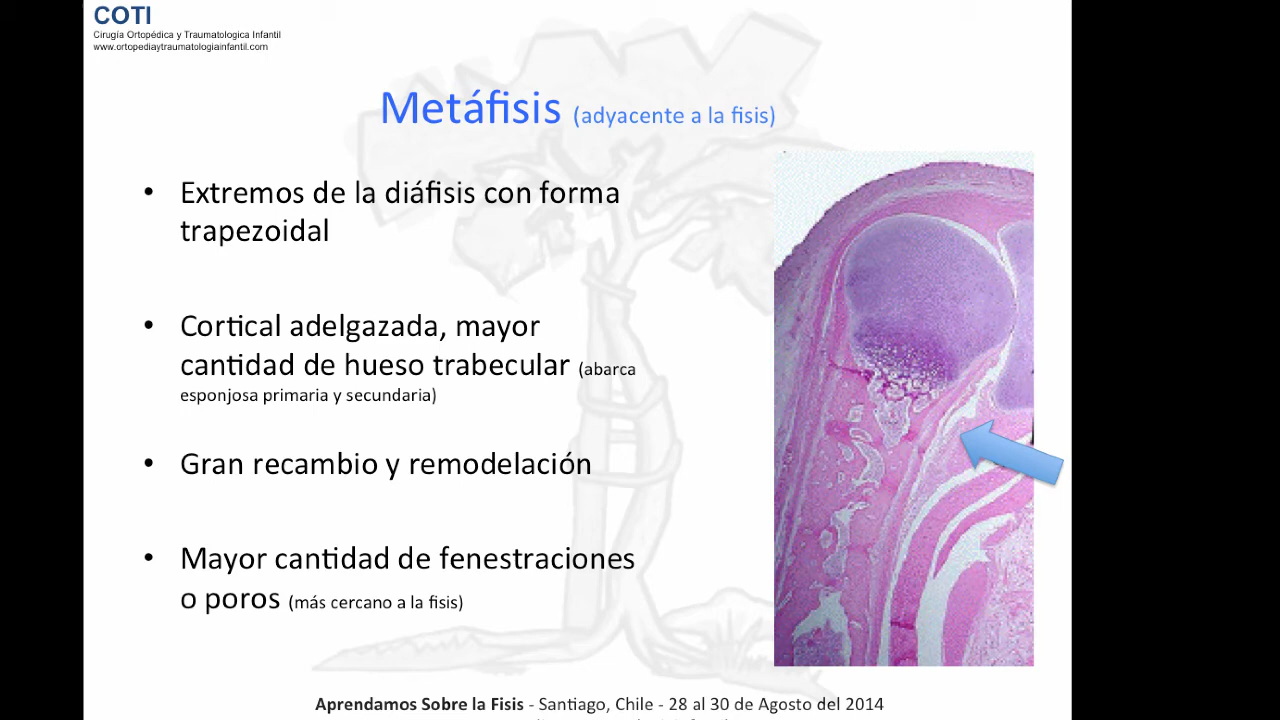 COTI
Cirugía Ortopédica y Traumatologica Infantil
www.ortopediaytraumatologiainfantil.com
Metáfisis (adyacente a la fisis)
• Extremos de la diáfisis con forma
trapezoidal
• Cortical adelgazada, mayor
cantidad de hueso trabecular (abarca
esponjosa primaria y secundaria)
• Gran recambio y remodelación
• Mayor cantidad de fenestraciones
o poros (más cercano a la fisis)
Aprendamos Sobre la Fisis - Santiago, Chile - 28 al 30 de Agosto del 2014